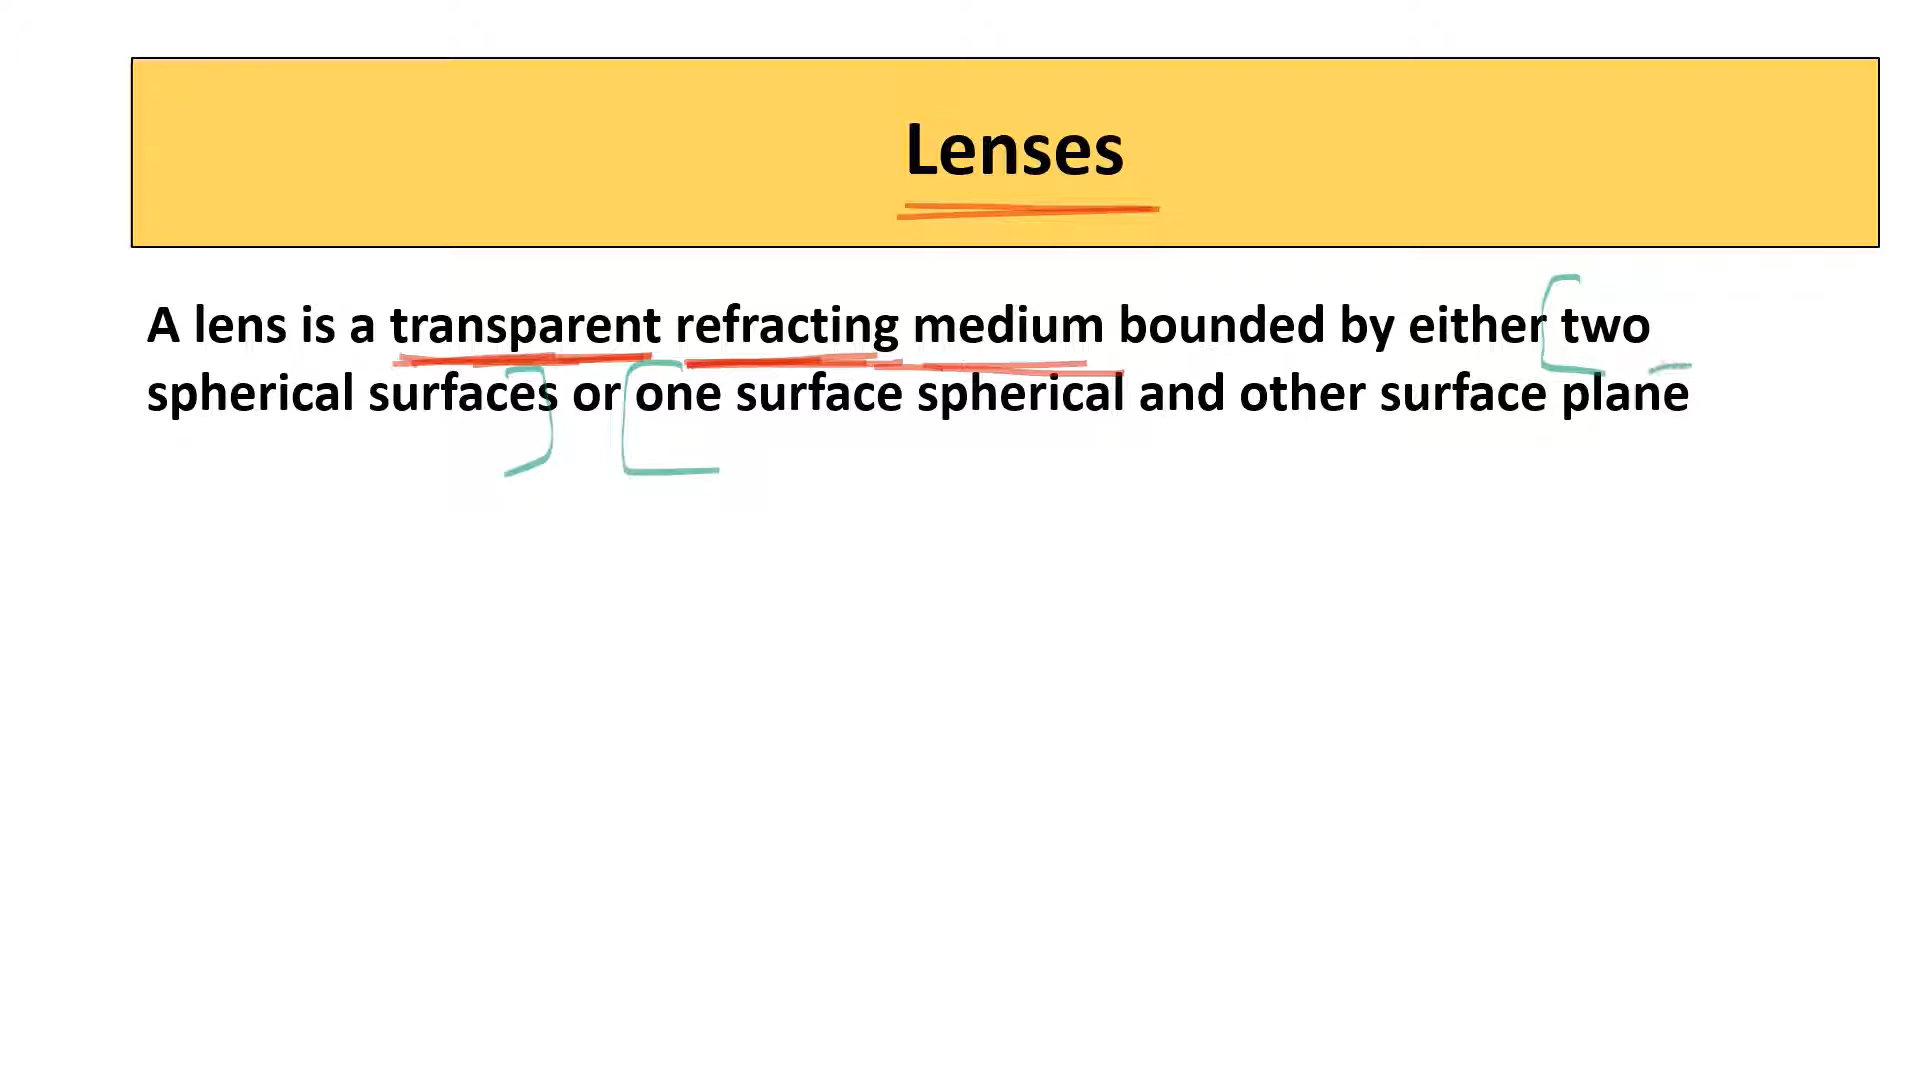 Lenses
A lens is a transparent refracting medium bounded by either two
spherical surfaces or one surface spherical and other surface plane